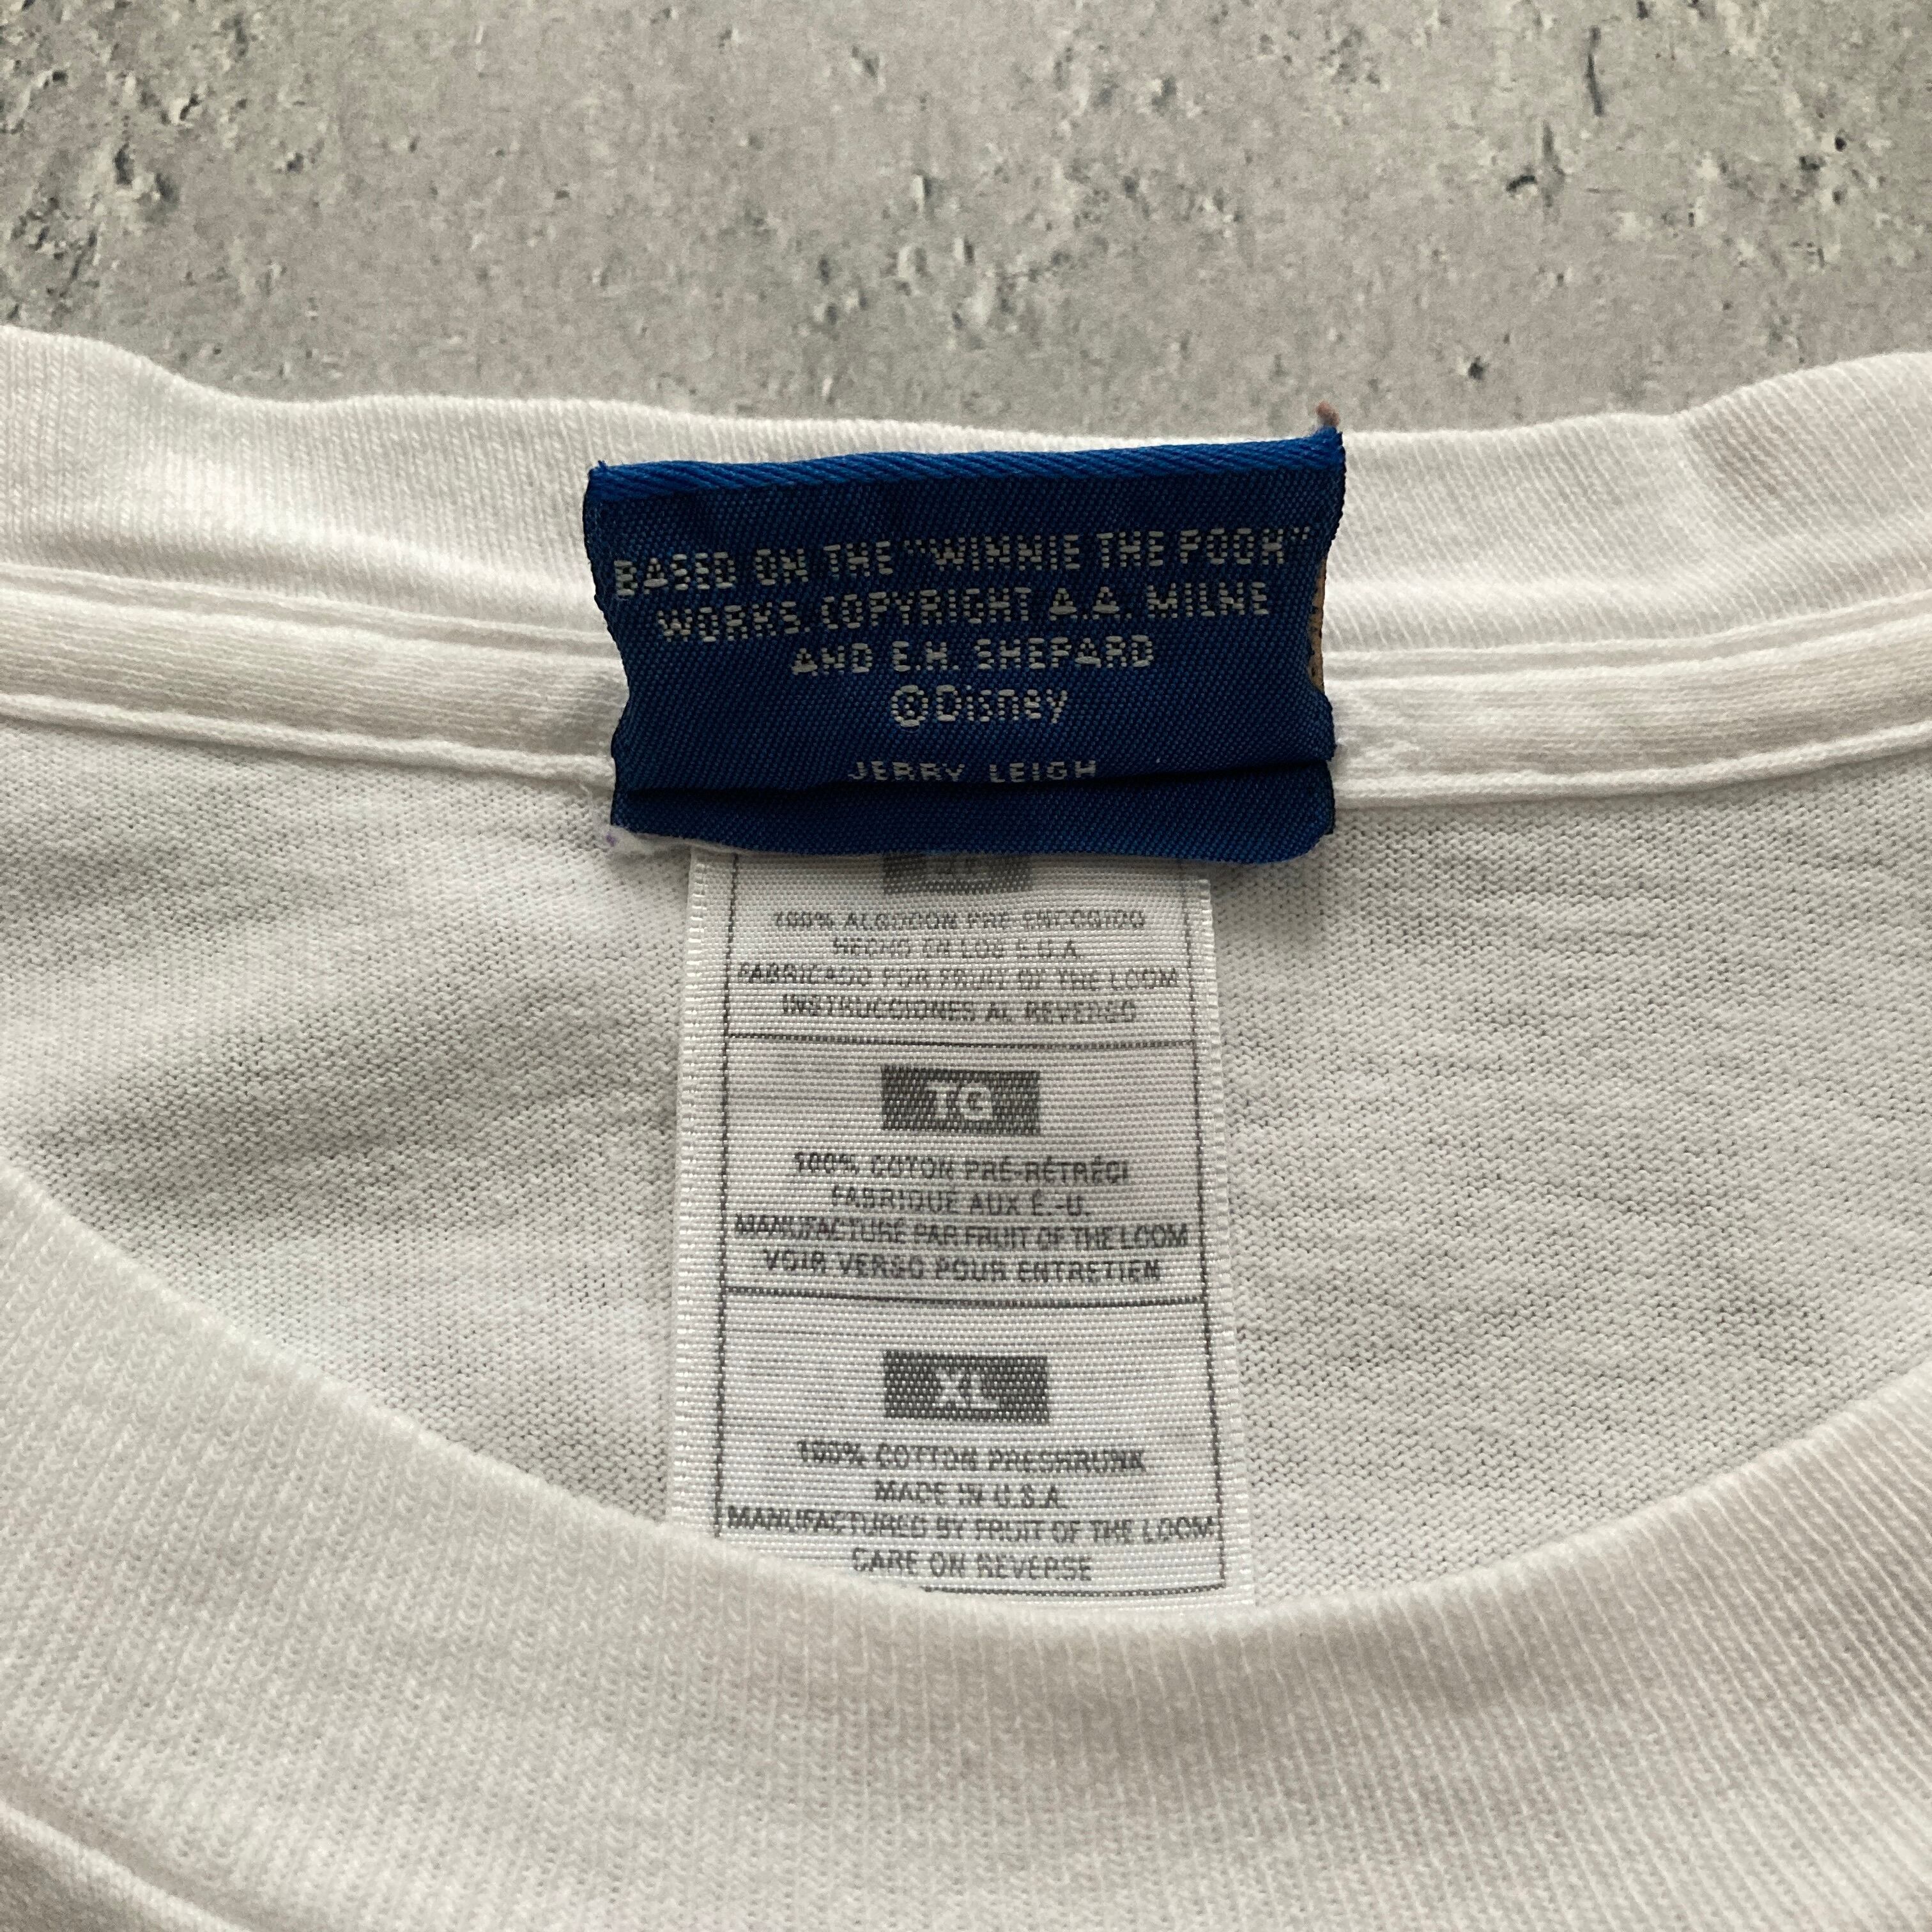 BASED ON THE "WINNIE THE POOH"
WORKS, COPYRIGHT A.A. MILNE
AND E.H. SHEPARD
©Disney
JERRY LEIGH
100% ALGODON PRE-ENCOGIDO
HECHO EN LOS E.U.A.
FABRICADO POR FRUIT OF THE LOOM
INSTRUCCIONES AL REVERSO
TG
100% COTON PRÉ-RÉTRÉCI
FABRIQUÉ AUX É.-U.
MANUFACTURÉ PAR FRUIT OF THE LOOM
VOIR VERSO POUR ENTRETIEN
XL
100% COTTON PRESHRUNK
MADE IN U.S.A.
MANUFACTURED BY FRUIT OF THE LOOM
CARE ON REVERSE